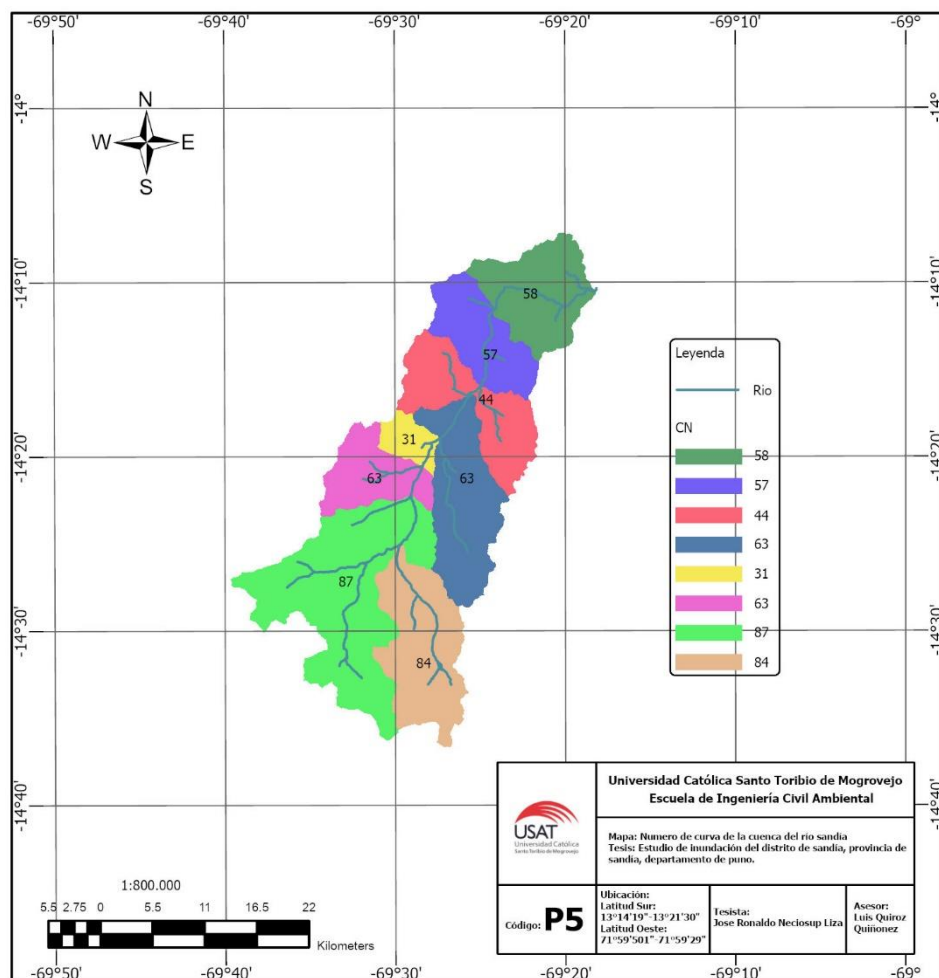 -69°50' -69°40' -69°30' -69°20' -69°10' -69°
-14°
-14°
N
W E
S
-14°10'
-14°10'
58
57
44
31
63
63
87
84
-14°20'
-14°20'
-14°30'
-14°30'
-14°40'
-14°40'
Leyenda
Rio
CN
58
57
44
63
31
63
87
84
1:800.000
5.5 2.75 0 5.5 11 16.5 22
Kilometers
USAT
Universidad Católica
Santo Toribio de Mogrovejo
Universidad Católica Santo Toribio de Mogrovejo
Escuela de Ingeniería Civil Ambiental
Mapa: Numero de curva de la cuenca del río sandia
Tesis: Estudio de inundación del distrito de sandía, provincia de
sandía, departamento de puno.
Código: P5
Ubicación:
Latitud Sur:
13°14'19"-13°21'30"
Latitud Oeste:
71°59'501"-71°59'29"
Tesista:
Jose Ronaldo Neciosup Liza
Asesor:
Luis Quiroz
Quiñonez
-69°50' -69°40' -69°30' -69°20' -69°10' -69°